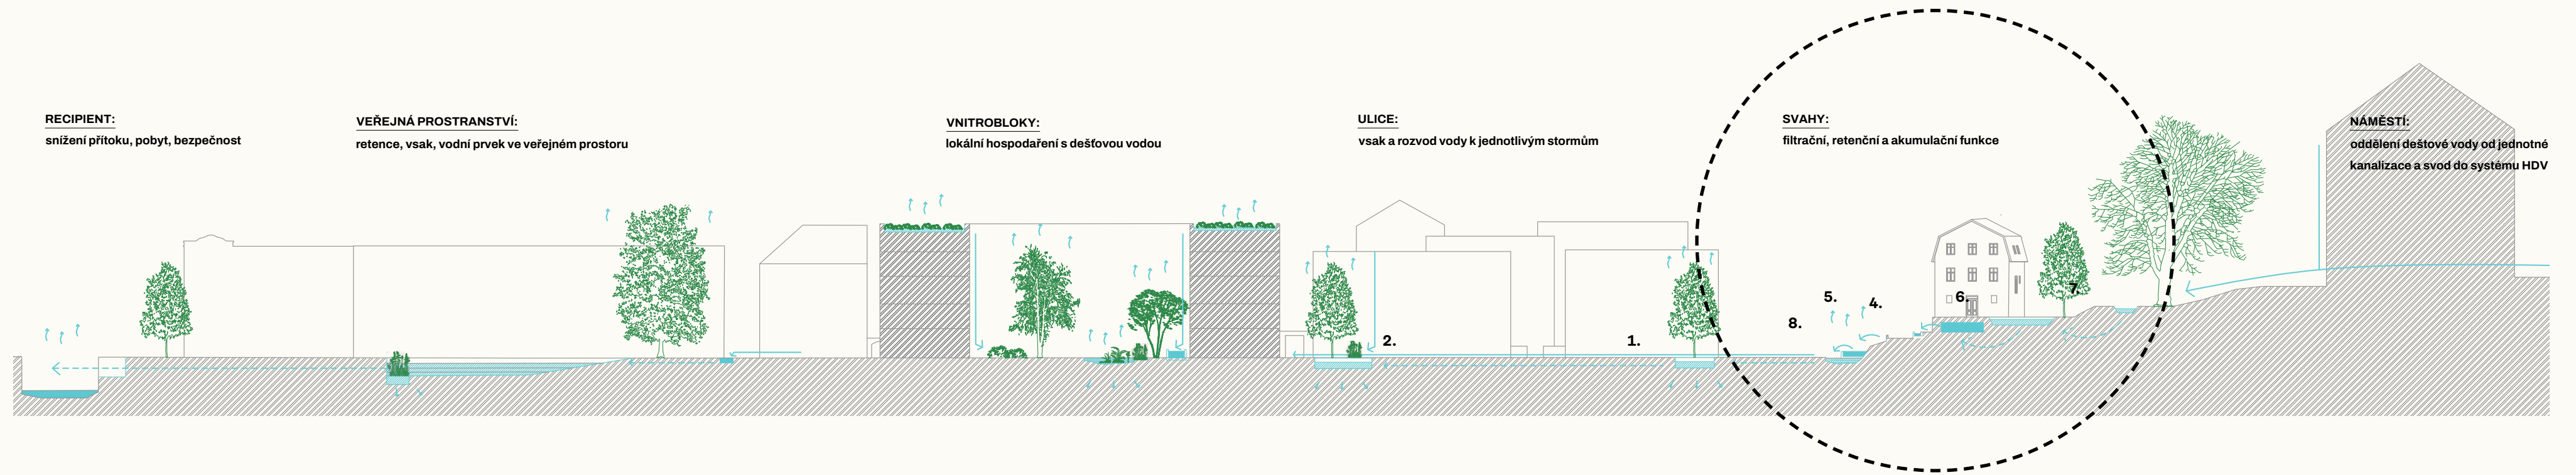 RECIPIENT:
snížení přítoku, pobyt, bezpečnost
VEŘEJNÁ PROSTRANSTVÍ:
retence, vsak, vodní prvek ve veřejném prostoru
VNITROBLOKY:
lokální hospodaření s dešťovou vodou
ULICE:
vsak a rozvod vody k jednotlivým stormům
SVAHY:
filtrační, retenční a akumulační funkce
NÁMĚSTÍ:
oddělení deštové vody od jednotné
kanalizace a svod do systému HDV
2.
1.
8.
5.
4.
6.
7.